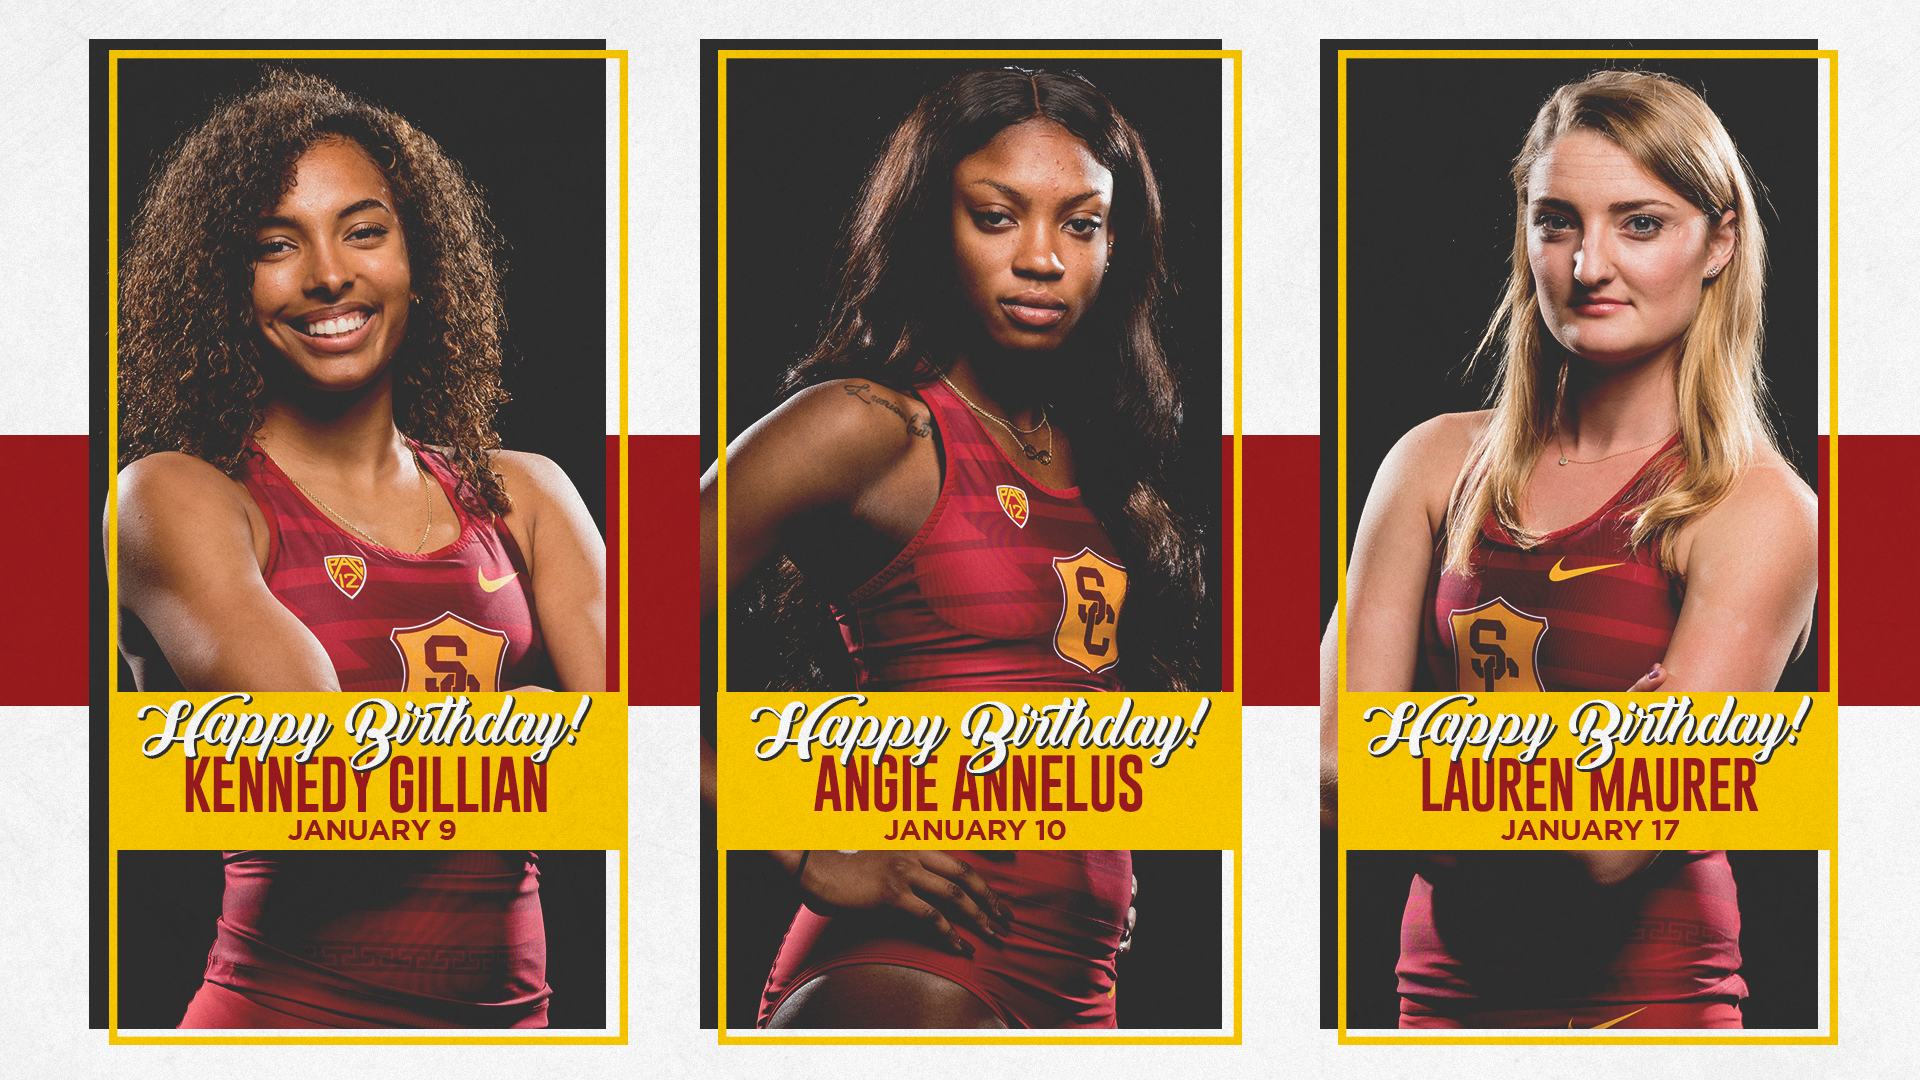 Happy Birthday!
KENNEDY GILLIAN
JANUARY 9
PAC
12
SC
Happy Birthday!
ANGIE ANNELUS
JANUARY 10
PAC
12
SC
Happy Birthday!
LAUREN MAURER
JANUARY 17
SC